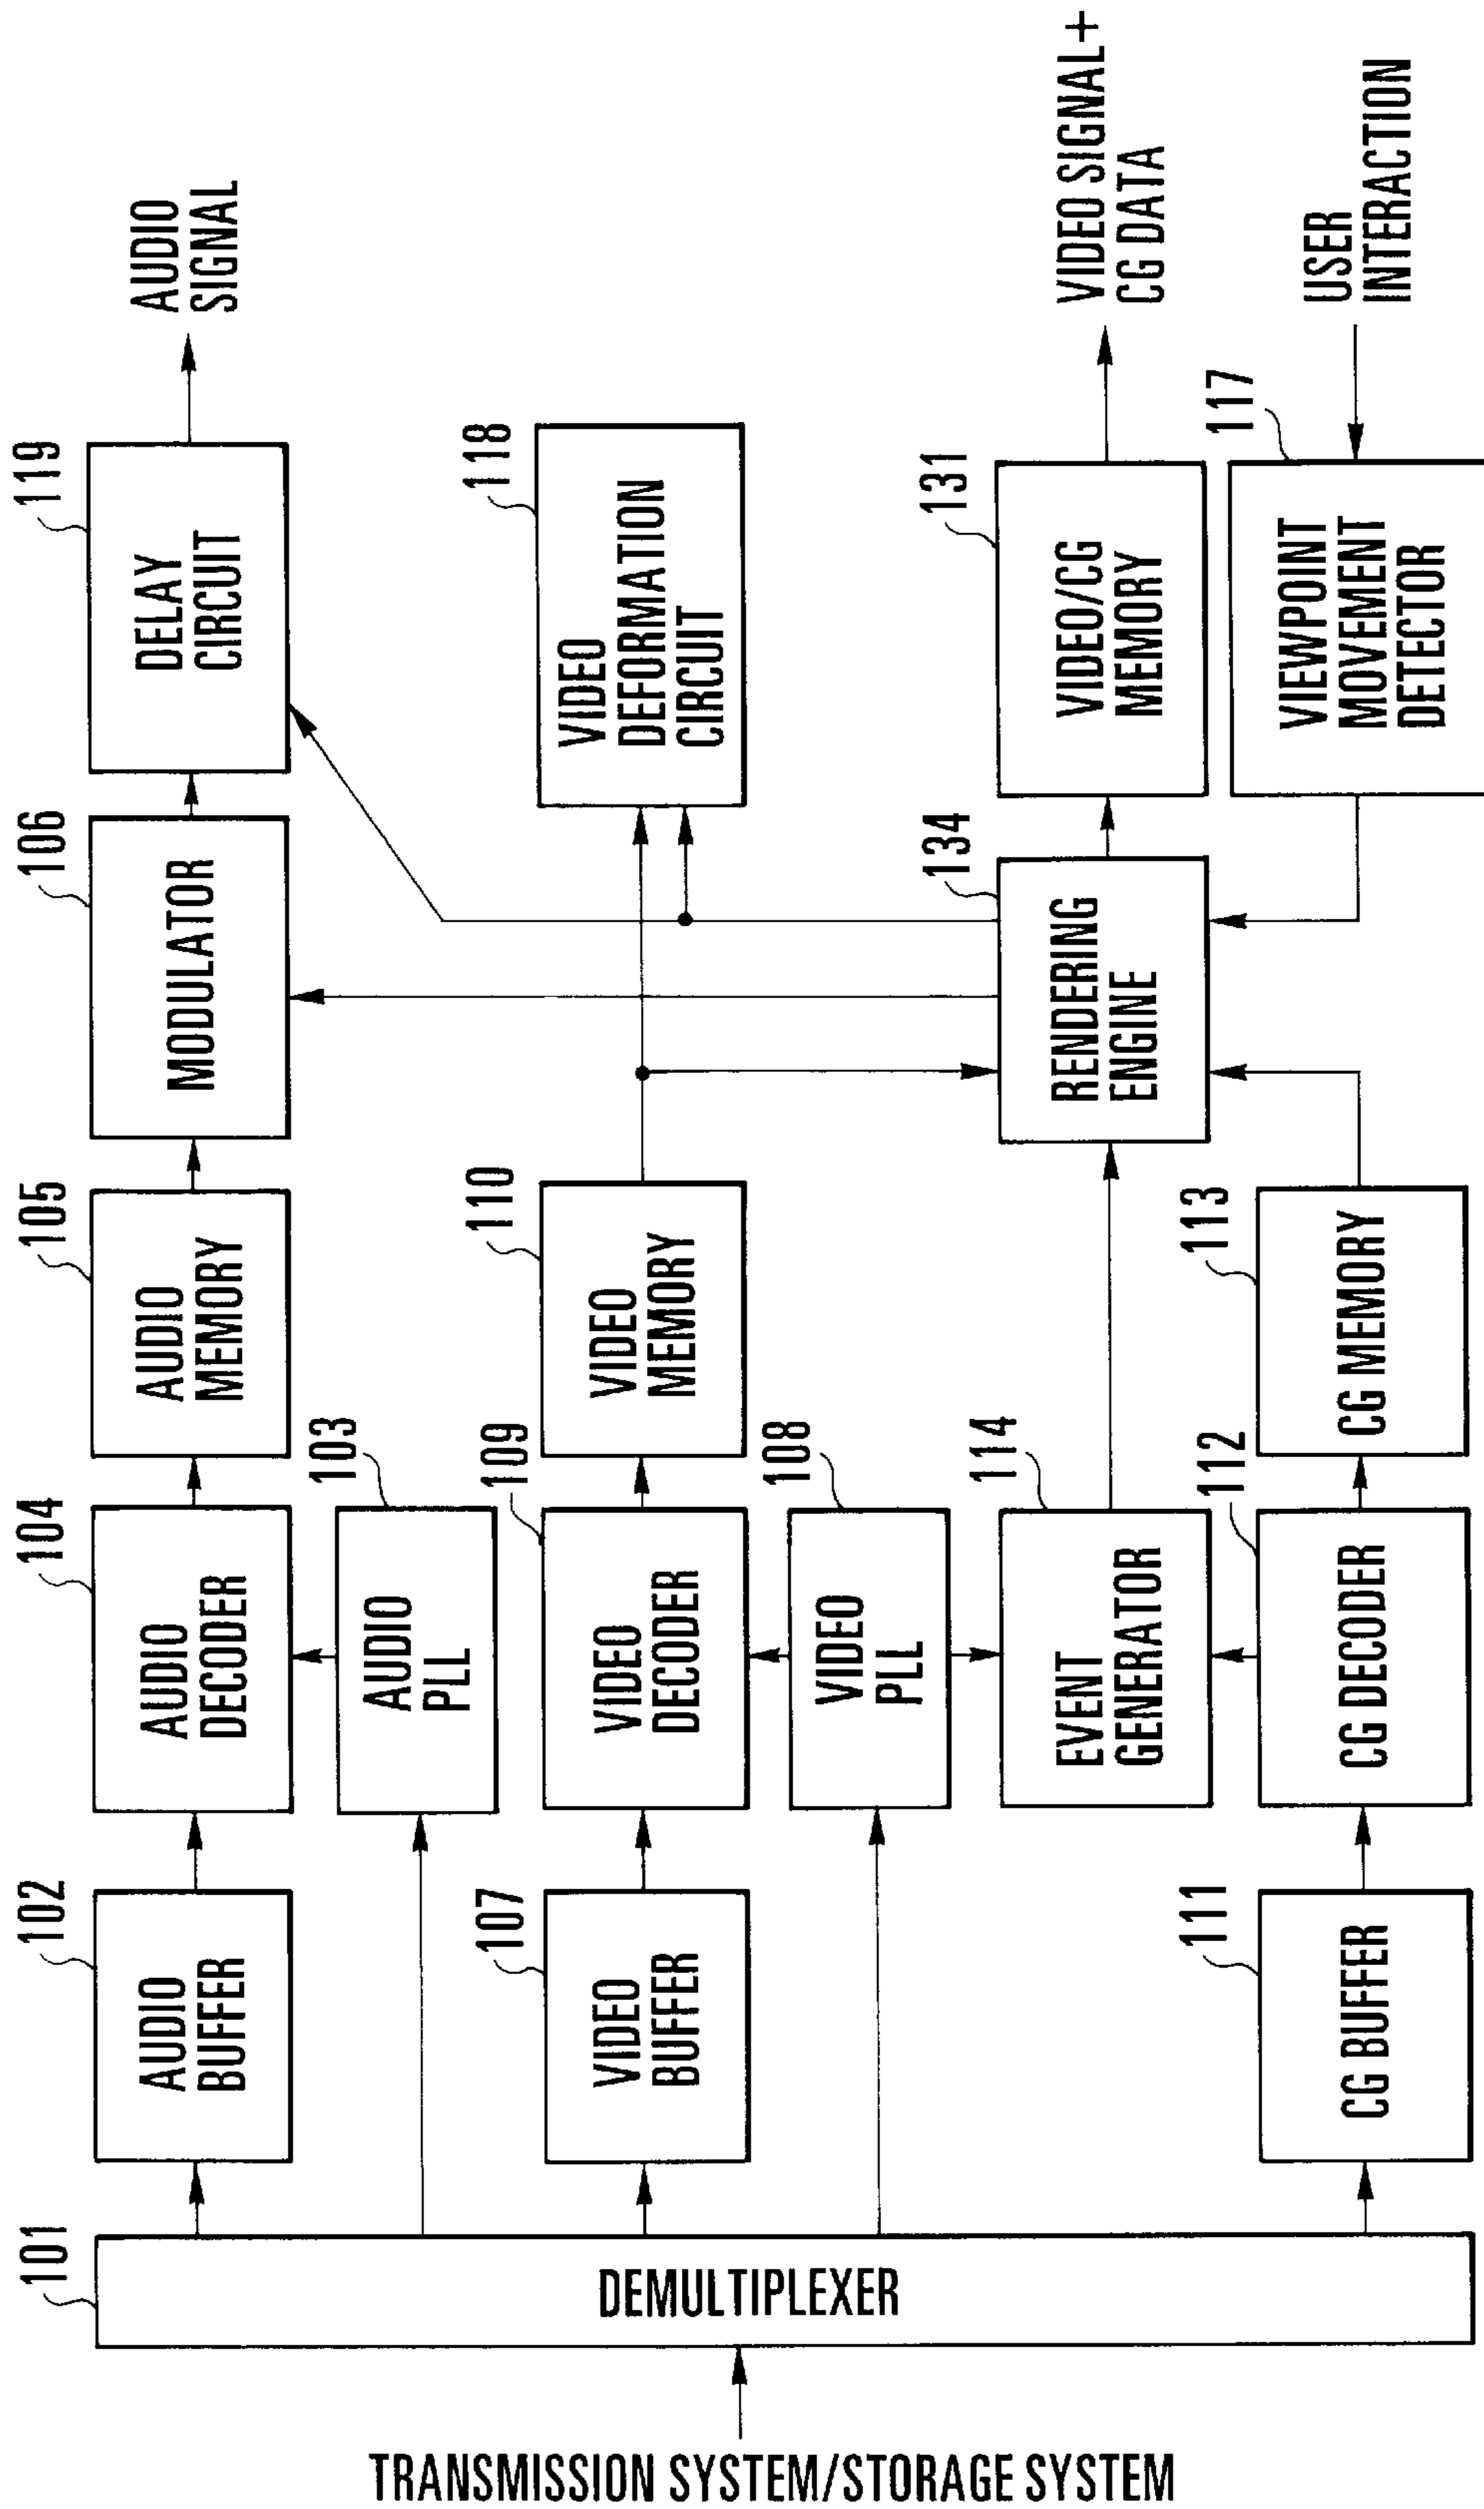 TRANSMISSION SYSTEM/STORAGE SYSTEM
101
DEMULTIPLEXER
102
AUDIO
BUFFER
104
AUDIO
DECODER
105
AUDIO
MEMORY
106
MODULATOR
119
DELAY
CIRCUIT
AUDIO
SIGNAL
103
AUDIO
PLL
107
VIDEO
BUFFER
109
VIDEO
DECODER
110
VIDEO
MEMORY
118
VIDEO
DEFORMATION
CIRCUIT
108
VIDEO
PLL
114
EVENT
GENERATOR
134
RENDERING
ENGINE
131
VIDEO/CG
MEMORY
VIDEO SIGNAL+
CG DATA
111
CG BUFFER
112
CG DECODER
113
CG MEMORY
117
VIEWPOINT
MOVEMENT
DETECTOR
USER
INTERACTION